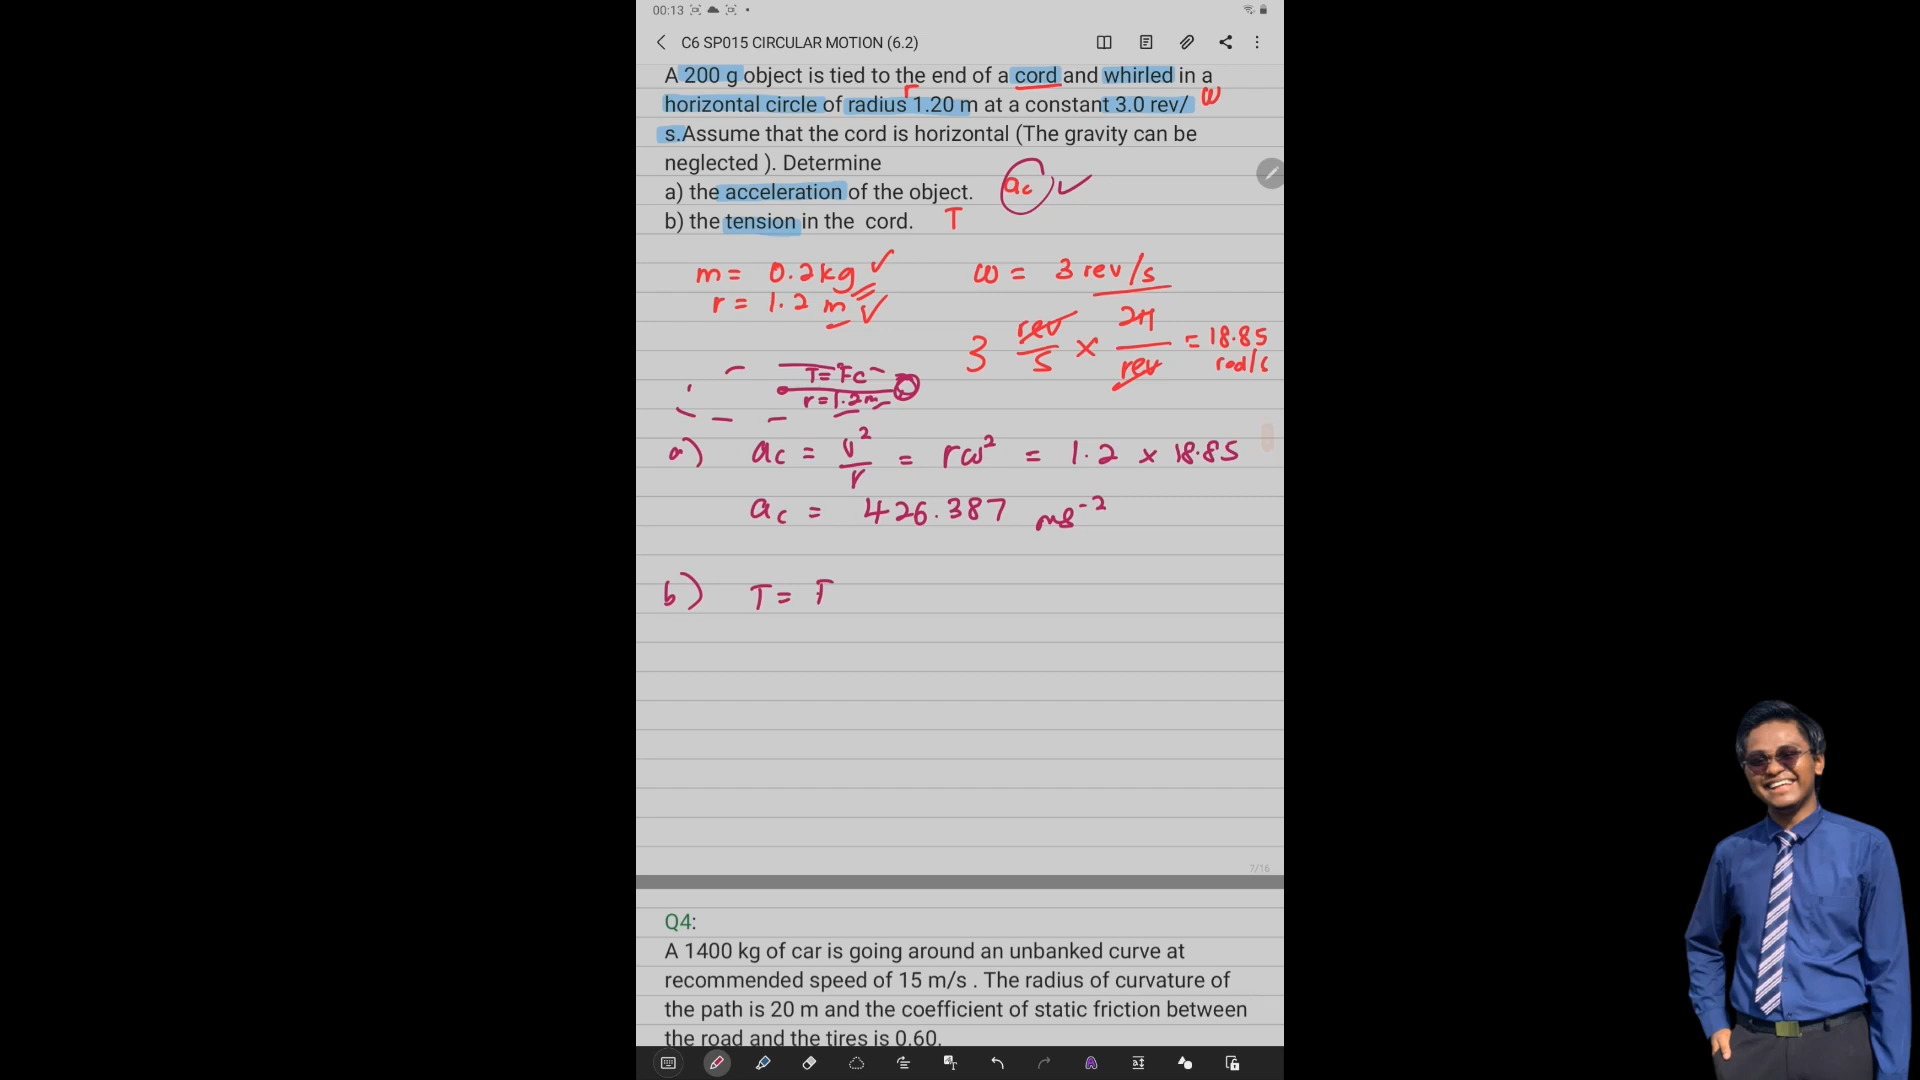 00:13
C6 SP015 CIRCULAR MOTION (6.2)
A 200 g object is tied to the end of a cord and whirled in a
horizontal circle of radius 1.20 m at a constant 3.0 rev/
r
ω
s.Assume that the cord is horizontal (The gravity can be
neglected ). Determine
a) the acceleration of the object. ac ✓
b) the tension in the cord. T
m = 0.2kg ✓
r = 1.2 m ✓
ω = 3 rev/s
3 rev/s × 2π/rev = 18.85 rad/s
T= Fc
r=1.2m
a) ac = v²/r = rω² = 1.2 × 18.85
ac = 426.387 ms⁻²
b) T = F
7/16
Q4:
A 1400 kg of car is going around an unbanked curve at
recommended speed of 15 m/s . The radius of curvature of
the path is 20 m and the coefficient of static friction between
the road and the tires is 0.60.